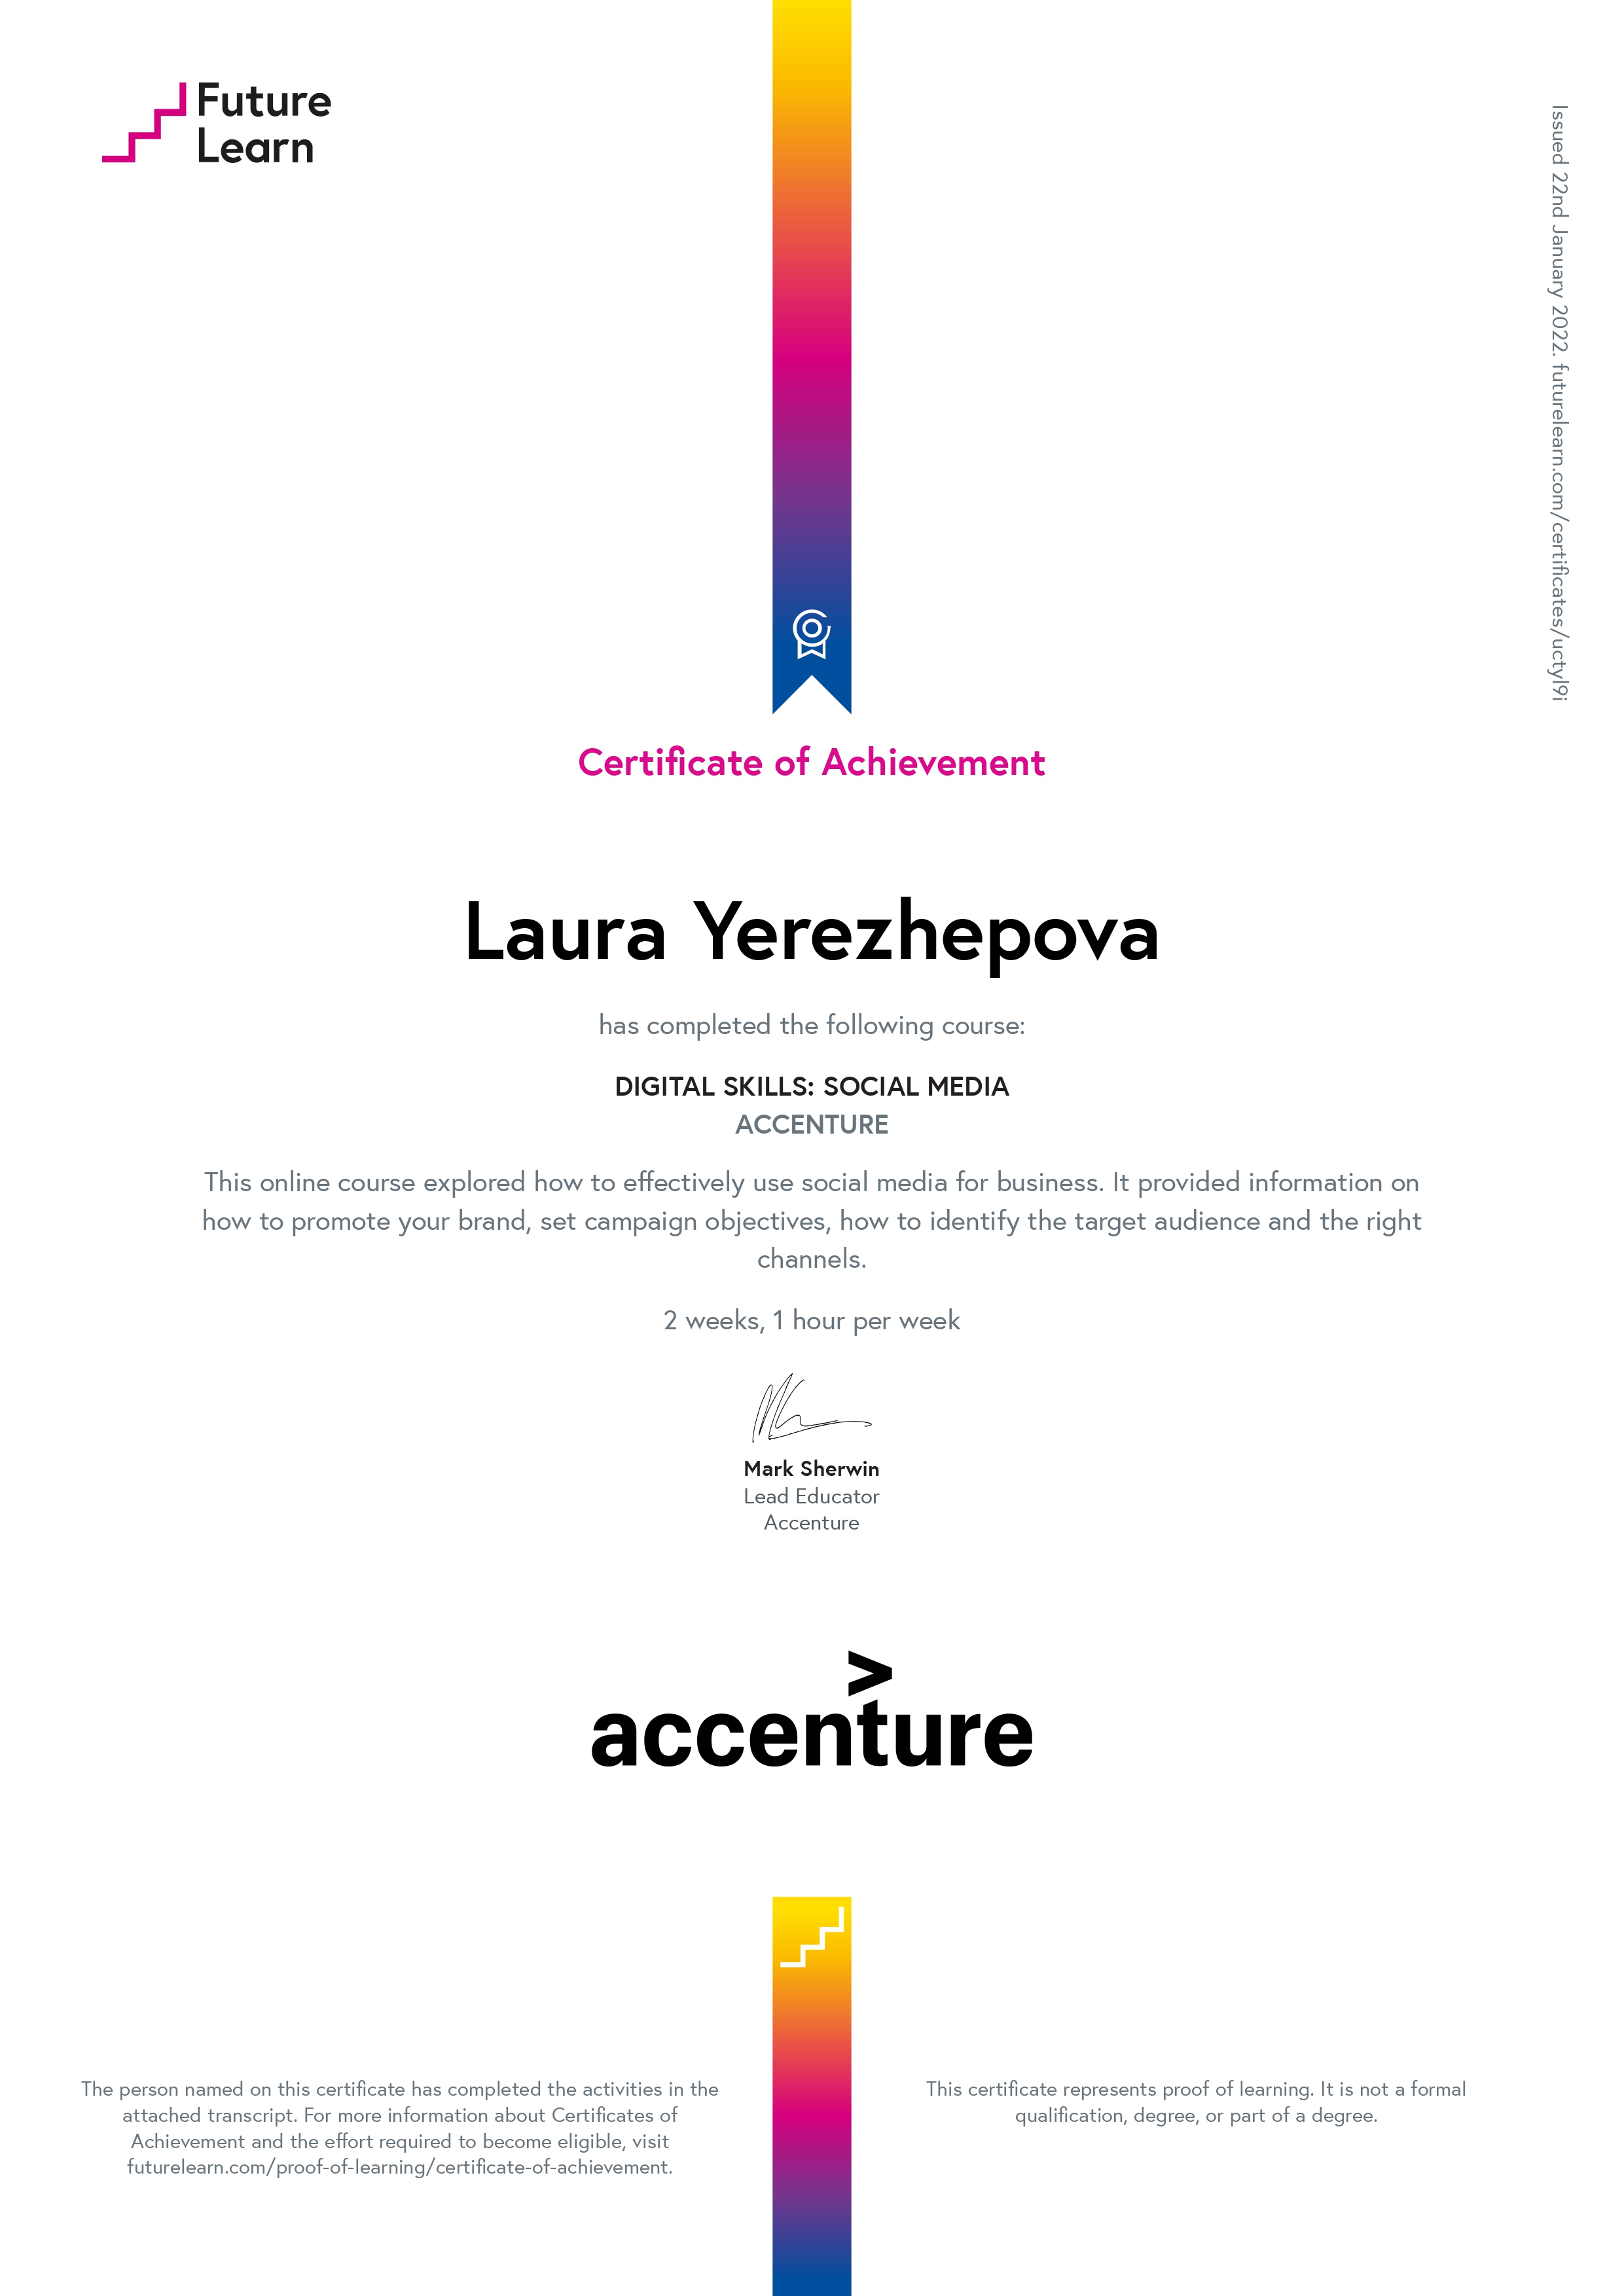 Future
Learn
Issued 22nd January 2022. futurelearn.com/certificates/uctyl9i
Certificate of Achievement
Laura Yerezhepova
has completed the following course:
DIGITAL SKILLS: SOCIAL MEDIA
ACCENTURE
This online course explored how to effectively use social media for business. It provided information on
how to promote your brand, set campaign objectives, how to identify the target audience and the right
channels.
2 weeks, 1 hour per week
Mark Sherwin
Lead Educator
Accenture
accenture
The person named on this certificate has completed the activities in the
attached transcript. For more information about Certificates of
Achievement and the effort required to become eligible, visit
futurelearn.com/proof-of-learning/certificate-of-achievement.
This certificate represents proof of learning. It is not a formal
qualification, degree, or part of a degree.